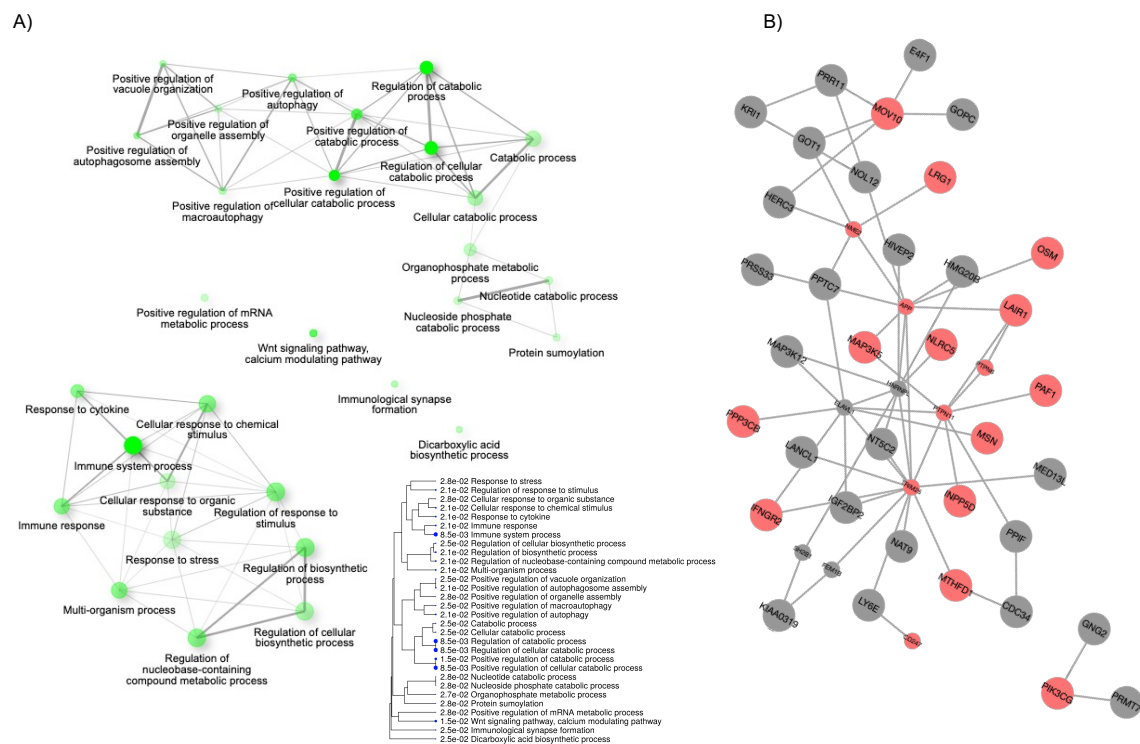 A)
B)
Positive regulation of
vacuole organization
Positive regulation of
autophagy
Regulation of catabolic
process
Positive regulation of
organelle assembly
Positive regulation of
catabolic process
Positive regulation of
autophagosome assembly
Regulation of cellular
catabolic process
Catabolic process
Positive regulation of
macroautophagy
Positive regulation of
cellular catabolic process
Cellular catabolic process
Organophosphate metabolic
process
Nucleotide catabolic process
Nucleoside phosphate
catabolic process
Protein sumoylation
Positive regulation of mRNA
metabolic process
Wnt signaling pathway,
calcium modulating pathway
Immunological synapse
formation
Dicarboxylic acid
biosynthetic process
Response to cytokine
Cellular response to chemical
stimulus
Immune system process
Cellular response to organic
substance
Regulation of response to
stimulus
Immune response
Response to stress
Regulation of biosynthetic
process
Multi-organism process
Regulation of cellular
biosynthetic process
Regulation of
nucleobase-containing
compound metabolic process
2.8e-02 Response to stress
2.1e-02 Regulation of response to stimulus
2.8e-02 Cellular response to organic substance
2.1e-02 Cellular response to chemical stimulus
2.1e-02 Response to cytokine
2.1e-02 Immune response
8.5e-03 Immune system process
2.5e-02 Regulation of cellular biosynthetic process
2.1e-02 Regulation of biosynthetic process
2.1e-02 Regulation of nucleobase-containing compound metabolic process
2.1e-02 Multi-organism process
2.5e-02 Positive regulation of vacuole organization
2.1e-02 Positive regulation of autophagosome assembly
2.8e-02 Positive regulation of organelle assembly
2.5e-02 Positive regulation of macroautophagy
2.1e-02 Positive regulation of autophagy
2.5e-02 Catabolic process
2.5e-02 Cellular catabolic process
8.5e-03 Regulation of catabolic process
8.5e-03 Regulation of cellular catabolic process
1.5e-02 Positive regulation of catabolic process
8.5e-03 Positive regulation of cellular catabolic process
2.8e-02 Nucleotide catabolic process
2.8e-02 Nucleoside phosphate catabolic process
2.7e-02 Organophosphate metabolic process
2.8e-02 Protein sumoylation
2.8e-02 Positive regulation of mRNA metabolic process
1.5e-02 Wnt signaling pathway, calcium modulating pathway
2.5e-02 Immunological synapse formation
2.5e-02 Dicarboxylic acid biosynthetic process
E4F1
PRR11
KRI1
MOV10
GOPC
GOT1
NOL12
LRG1
HERC3
NME2
HIVEP2
OSM
PRSS33
PPTC7
HMG20B
APP
LAIR1
MAP3K12
MAP3K5
NLRC5
PTPN6
ELAVL1
PTPN11
PAF1
PPP3CB
NT5C2
MSN
LANCL1
MED13L
TRIM25
IFNGR2
IGF2BP2
INPP5D
PPIF
NAT9
SH2B1
FEM1B
MTHFD1
KIAA0319
LY6E
CDC34
CD247
GNG2
PIK3CG
PRMT7